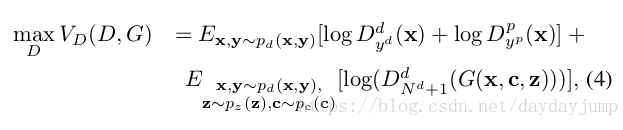 max_D V_D(D, G) = E_{x,y∼p_d(x,y)}[log D^d_{y^d}(x) + log D^p_{y^p}(x)] +
E_{x,y∼p_d(x,y), z∼p_z(z),c∼p_c(c)} [log(D^d_{N^d+1}(G(x, c, z)))], (4)
https://blog.csdn.net/daydayjump